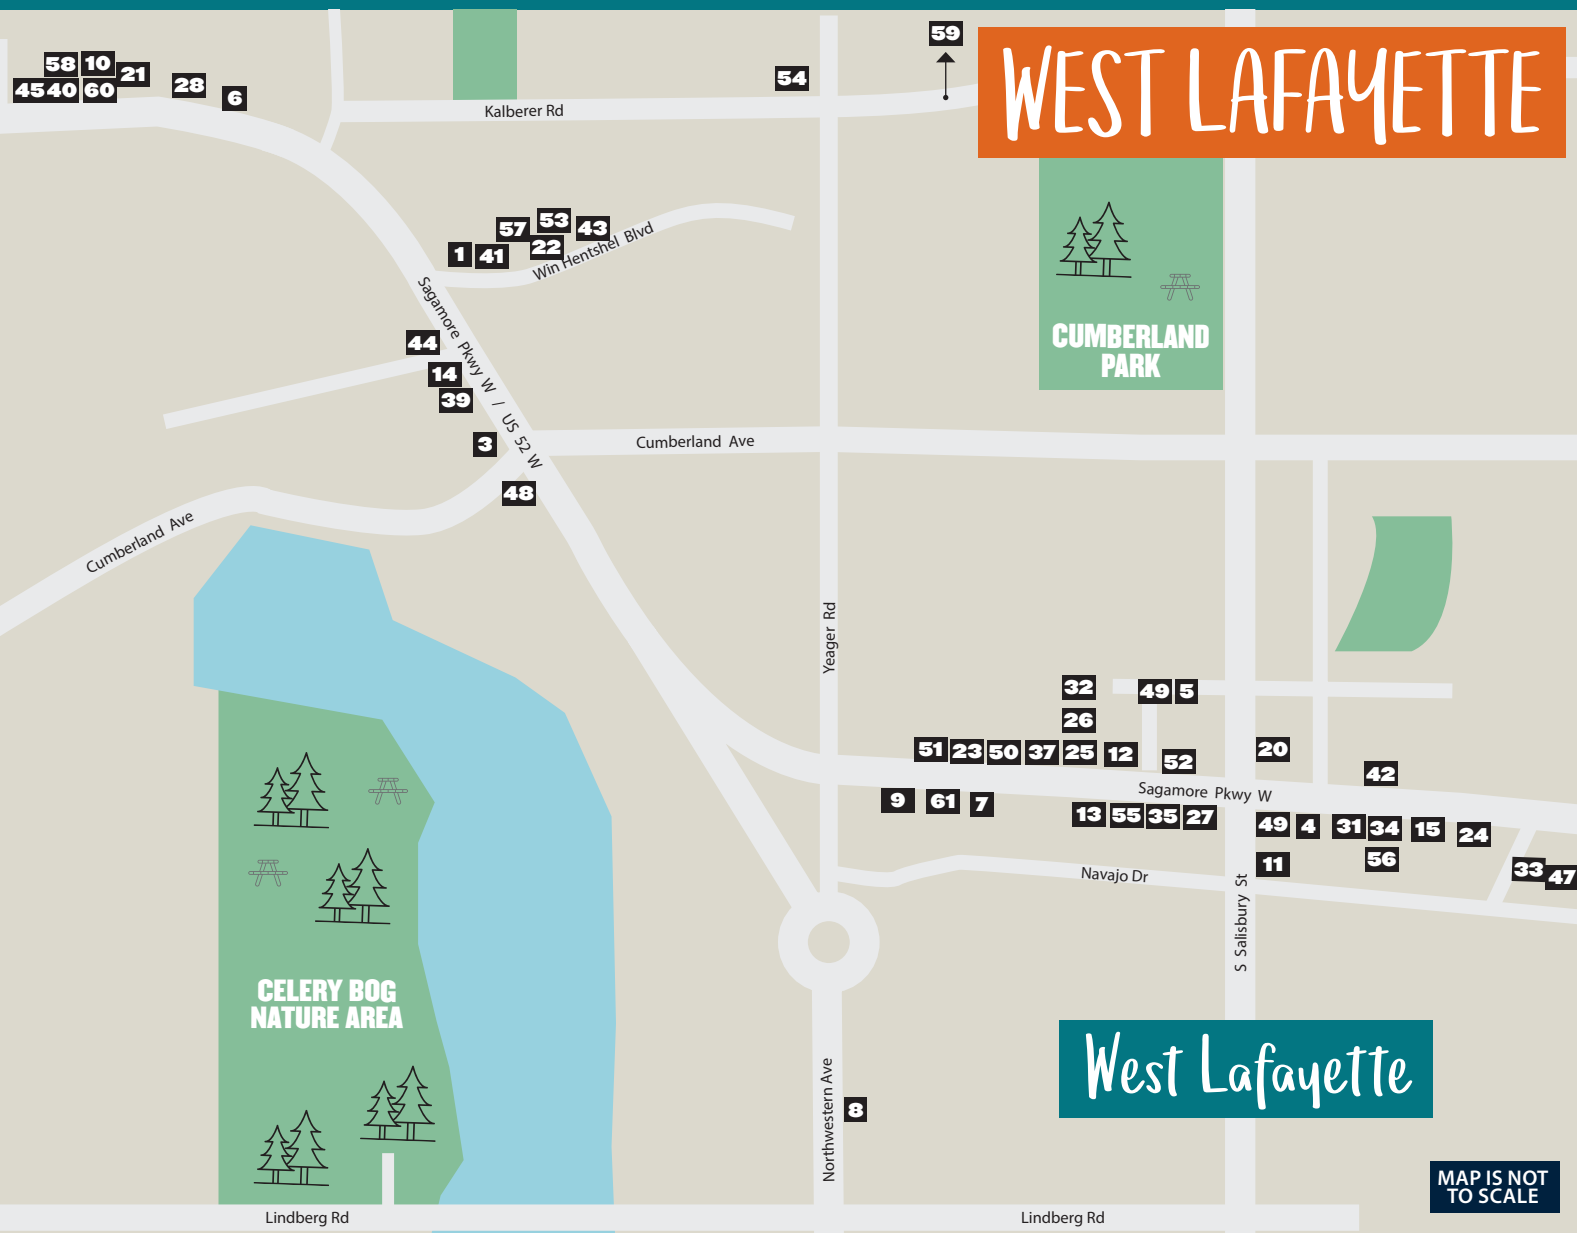 59
WEST LAFAYETTE
58 10 21
45 40 60
28
6
54
Kalberer Rd
57 53 43
1 41 22
Win Hentshel Blvd
Sagamore Pkwy W / US 52 W
CUMBERLAND
PARK
44
14
39
3
Cumberland Ave
48
Cumberland Ave
Yeager Rd
32
49 5
26
51 23 50 37 25 12
52
20
42
Sagamore Pkwy W
9 61 7
13 55 35 27
49 4 31 34 15 24
11
56
33 47
Navajo Dr
S Salisbury St
CELERY BOG
NATURE AREA
West Lafayette
Northwestern Ave
8
MAP IS NOT
TO SCALE
Lindberg Rd
Lindberg Rd